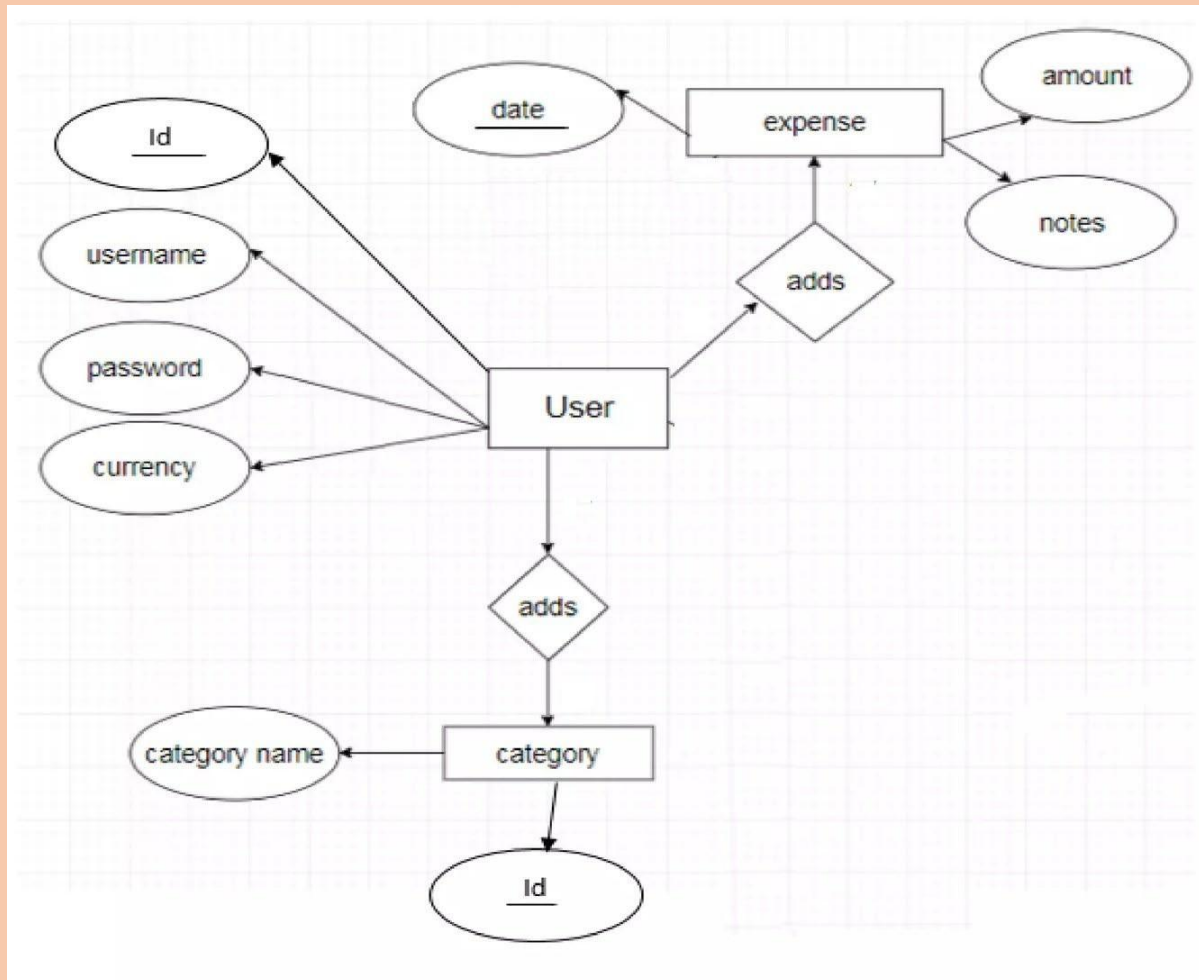 amount
date
expense
Id
notes
username
adds
password
User
currency
adds
category name
category
Id